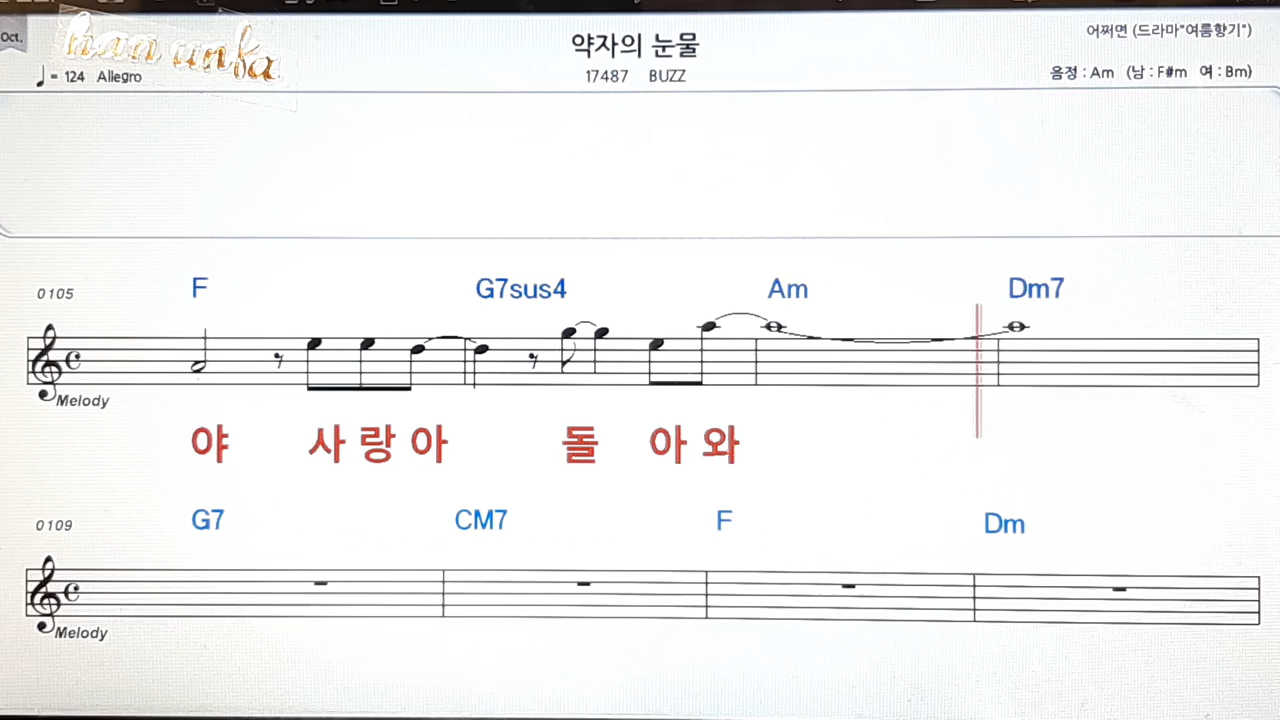 Oct.
han unfa
약자의 눈물
어쩌면 (드라마"여름향기")
♩ = 124 Allegro
17487 BUZZ
음정 : Am (남 : F#m 여 : Bm)
0105
F G7sus4 Am Dm7
Melody
야 사 랑 아 돌 아 와
0109
G7 CM7 F Dm
Melody